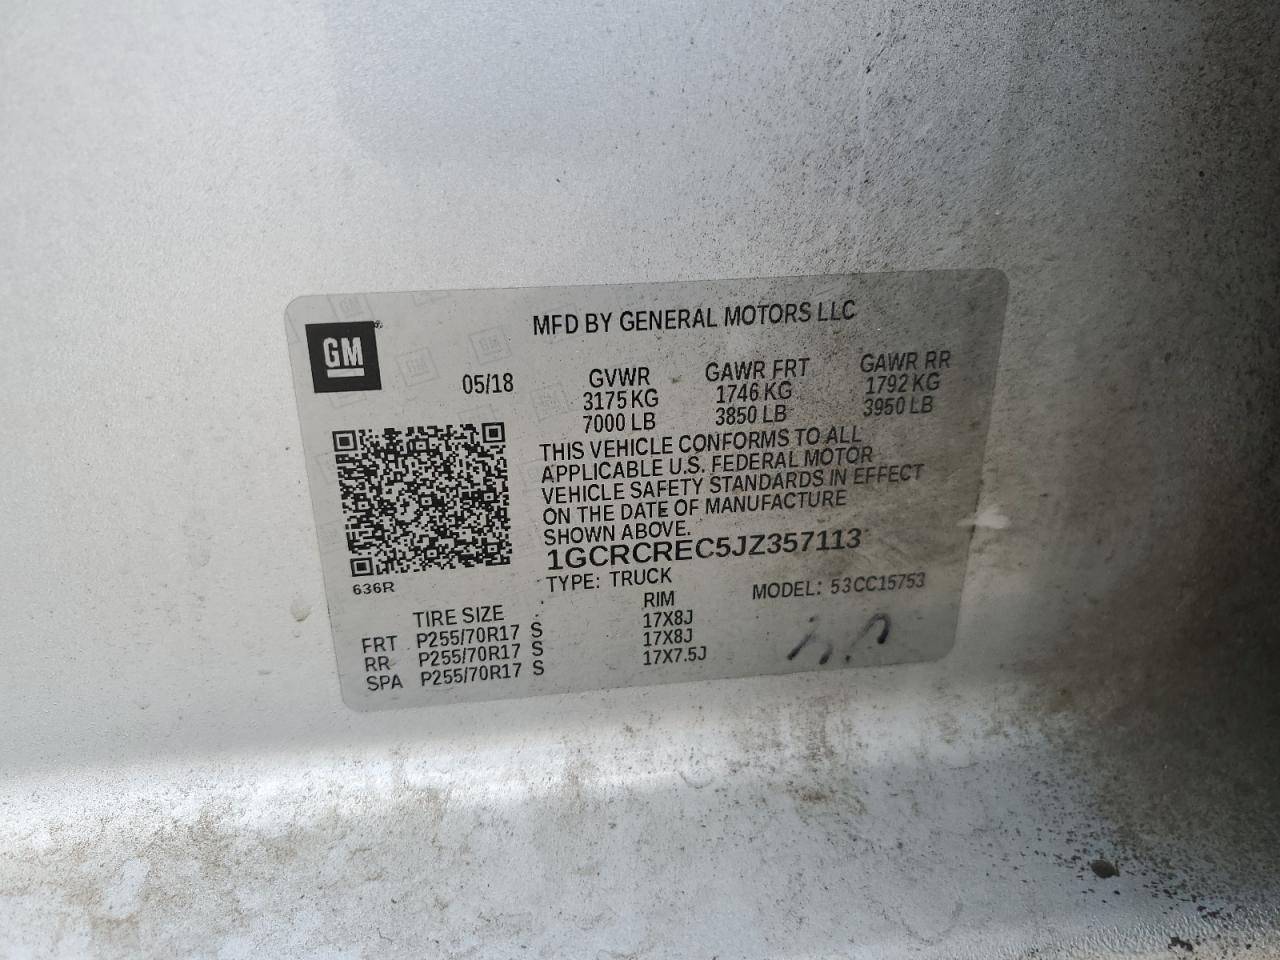 GM
MFD BY GENERAL MOTORS LLC
05/18
GVWR GAWR FRT GAWR RR
3175 KG 1746 KG 1792 KG
7000 LB 3850 LB 3950 LB
THIS VEHICLE CONFORMS TO ALL
APPLICABLE U.S. FEDERAL MOTOR
VEHICLE SAFETY STANDARDS IN EFFECT
ON THE DATE OF MANUFACTURE
SHOWN ABOVE.
1GCRCREC5JZ357113
636R
TYPE: TRUCK MODEL: 53CC15753
TIRE SIZE RIM
FRT P255/70R17 S 17X8J
RR P255/70R17 S 17X8J
SPA P255/70R17 S 17X7.5J